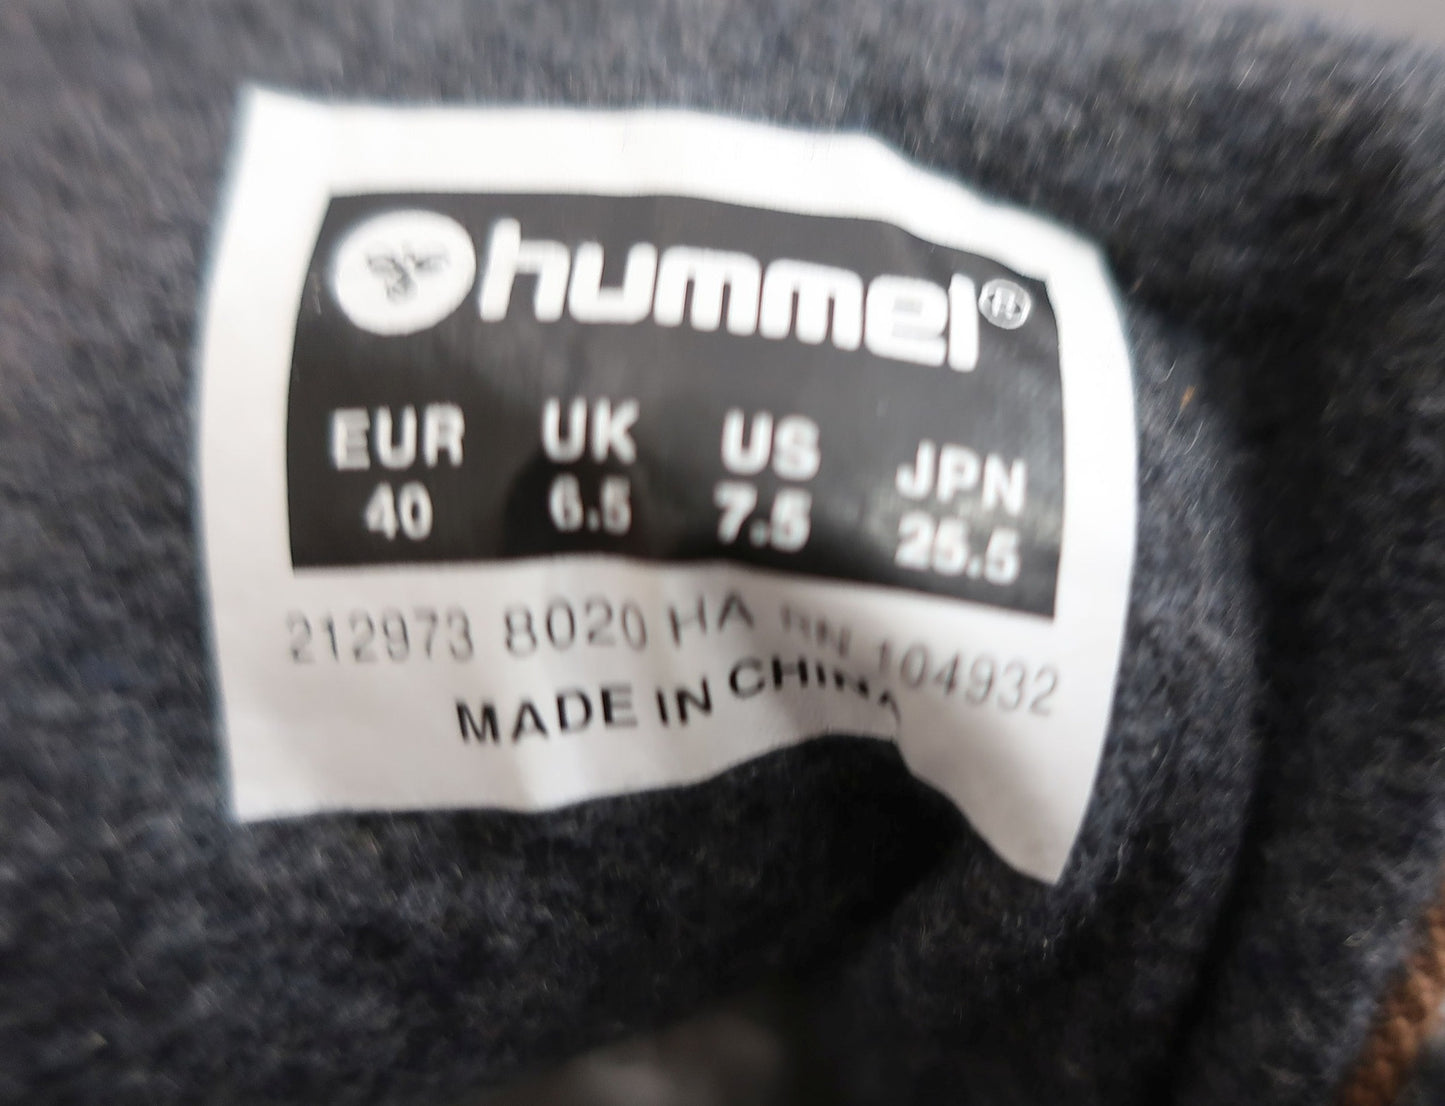 hummel®
EUR UK US JPN
40 6.5 7.5 25.5
212973 8020 HA RN 104932
MADE IN CHINA